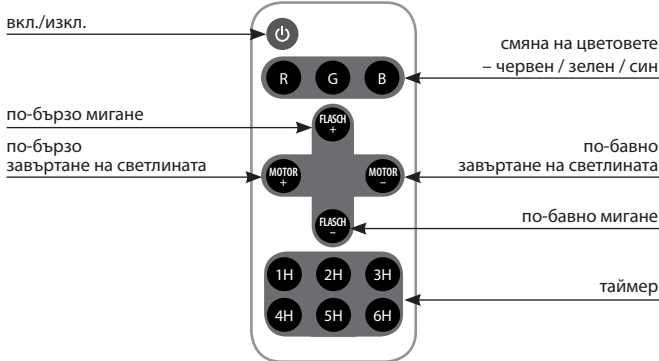 вкл./изкл.
смяна на цветовете
– червен / зелен / син
R G B
по-бързо мигане
FLASCH
+
по-бързо
завъртане на светлината
MOTOR
+
MOTOR
–
по-бавно
завъртане на светлината
FLASCH
–
по-бавно мигане
1H 2H 3H
4H 5H 6H
таймер